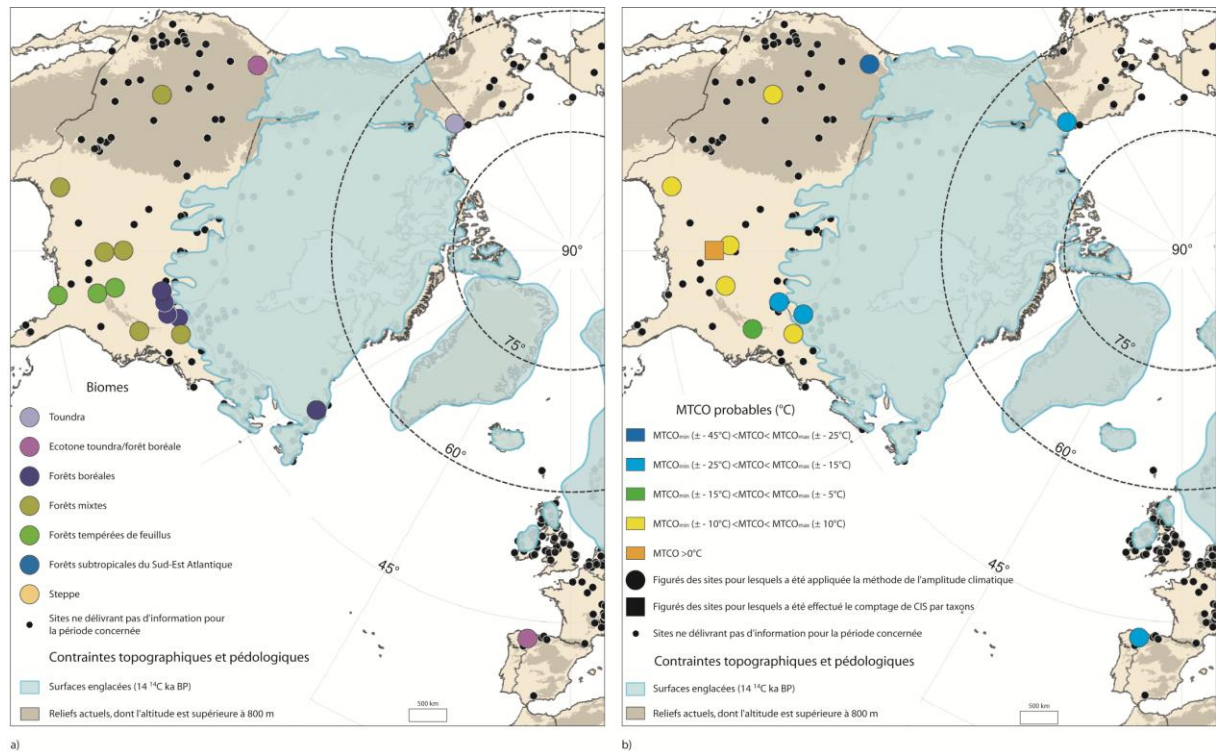 90°
75°
60°
45°
Biomes
Toundra
Ecotone toundra/forêt boréale
Forêts boréales
Forêts mixtes
Forêts tempérées de feuillus
Forêts subtropicales du Sud-Est Atlantique
Steppe
Sites ne délivrant pas d'information pour
la période concernée
Contraintes topographiques et pédologiques
Surfaces englacées (14 ¹⁴C ka BP)
Reliefs actuels, dont l'altitude est supérieure à 800 m
500 km
a)
90°
75°
60°
45°
MTCO probables (°C)
MTCOmin (± - 45°C) <MTCO< MTCOmax (± - 25°C)
MTCOmin (± - 25°C) <MTCO< MTCOmax (± - 15°C)
MTCOmin (± - 15°C) <MTCO< MTCOmax (± - 5°C)
MTCOmin (± - 10°C) <MTCO< MTCOmax (± 10°C)
MTCO >0°C
Figurés des sites pour lesquels a été appliquée la méthode de l'amplitude climatique
Figurés des sites pour lesquels a été effectué le comptage de CIS par taxons
Sites ne délivrant pas d'information pour la période concernée
Contraintes topographiques et pédologiques
Surfaces englacées (14 ¹⁴C ka BP)
Reliefs actuels, dont l'altitude est supérieure à 800 m
500 km
b)